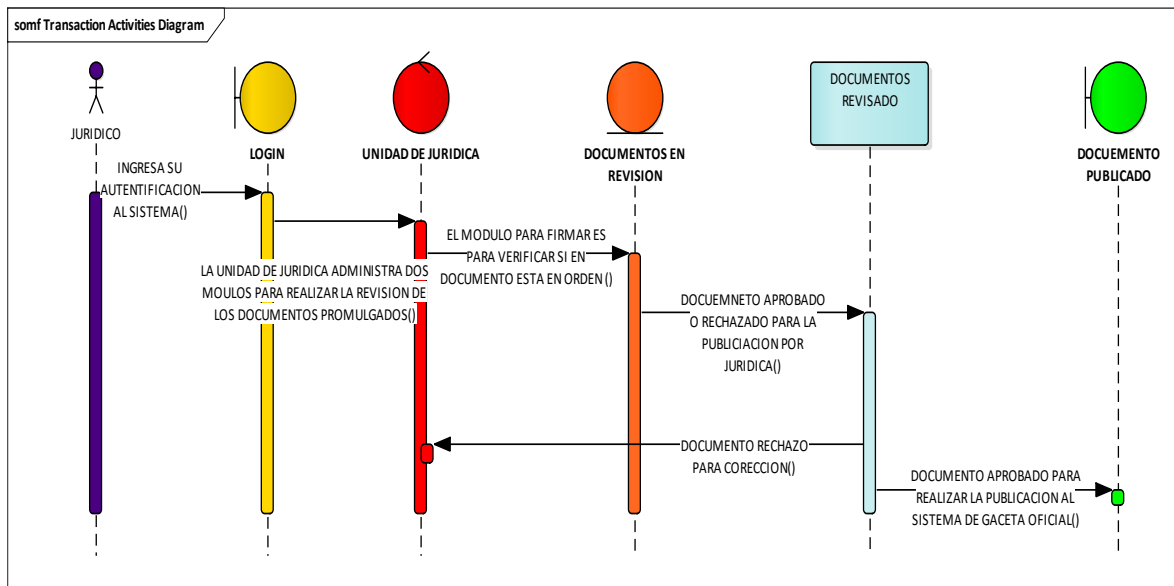 somf Transaction Activities Diagram
JURIDICO
LOGIN
UNIDAD DE JURIDICA
DOCUMENTOS EN
REVISION
DOCUMENTOS
REVISADO
DOCUEMENTO
PUBLICADO
INGRESA SU
AUTENTIFICACION
AL SISTEMA()
LA UNIDAD DE JURIDICA ADMINISTRA DOS
MOULOS PARA REALIZAR LA REVISION DE
LOS DOCUMENTOS PROMULGADOS()
EL MODULO PARA FIRMAR ES
PARA VERIFICAR SI EN
DOCUMENTO ESTA EN ORDEN ()
DOCUEMNETO APROBADO
O RECHAZADO PARA LA
PUBLICIACION POR
JURIDICA()
DOCUMENTO RECHAZO
PARA CORECCION()
DOCUMENTO APROBADO PARA
REALIZAR LA PUBLICACION AL
SISTEMA DE GACETA OFICIAL()